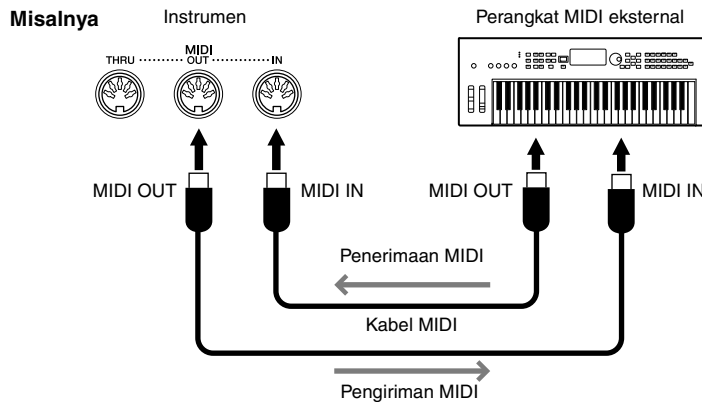 Misalnya
Instrumen
Perangkat MIDI eksternal
MIDI
THRU OUT IN
MIDI OUT
MIDI IN
MIDI OUT
MIDI IN
Penerimaan MIDI
Kabel MIDI
Pengiriman MIDI